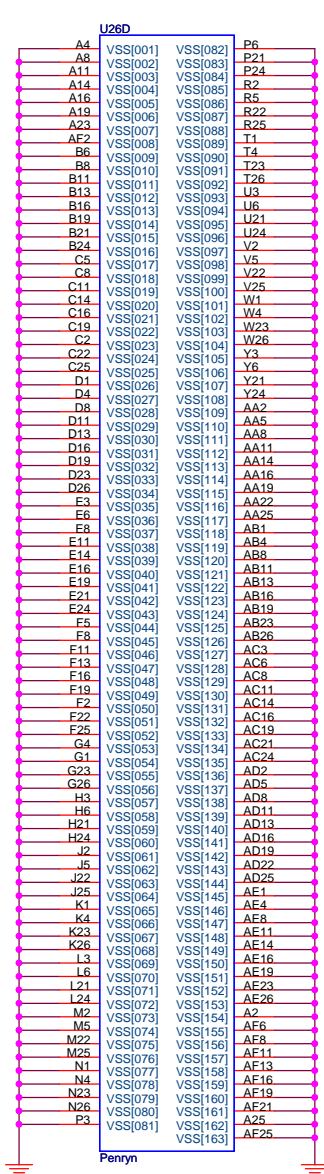 U26D
A4 VSS[001] VSS[082] P6
A8 VSS[002] VSS[083] P21
A11 VSS[003] VSS[084] P24
A14 VSS[004] VSS[085] R2
A16 VSS[005] VSS[086] R5
A19 VSS[006] VSS[087] R22
A23 VSS[007] VSS[088] R25
AF2 VSS[008] VSS[089] T1
B6 VSS[009] VSS[090] T4
B8 VSS[010] VSS[091] T23
B11 VSS[011] VSS[092] T26
B13 VSS[012] VSS[093] U3
B16 VSS[013] VSS[094] U6
B19 VSS[014] VSS[095] U21
B21 VSS[015] VSS[096] U24
B24 VSS[016] VSS[097] V2
C5 VSS[017] VSS[098] V5
C8 VSS[018] VSS[099] V22
C11 VSS[019] VSS[100] V25
C14 VSS[020] VSS[101] W1
C16 VSS[021] VSS[102] W4
C19 VSS[022] VSS[103] W23
C2 VSS[023] VSS[104] W26
C22 VSS[024] VSS[105] Y3
C25 VSS[025] VSS[106] Y6
D1 VSS[026] VSS[107] Y21
D4 VSS[027] VSS[108] Y24
D8 VSS[028] VSS[109] AA2
D11 VSS[029] VSS[110] AA5
D13 VSS[030] VSS[111] AA8
D16 VSS[031] VSS[112] AA11
D19 VSS[032] VSS[113] AA14
D23 VSS[033] VSS[114] AA16
D26 VSS[034] VSS[115] AA19
E3 VSS[035] VSS[116] AA22
E6 VSS[036] VSS[117] AA25
E8 VSS[037] VSS[118] AB1
E11 VSS[038] VSS[119] AB4
E14 VSS[039] VSS[120] AB8
E16 VSS[040] VSS[121] AB11
E19 VSS[041] VSS[122] AB13
E21 VSS[042] VSS[123] AB16
E24 VSS[043] VSS[124] AB19
F5 VSS[044] VSS[125] AB23
F8 VSS[045] VSS[126] AB26
F11 VSS[046] VSS[127] AC3
F13 VSS[047] VSS[128] AC6
F16 VSS[048] VSS[129] AC8
F19 VSS[049] VSS[130] AC11
F2 VSS[050] VSS[131] AC14
F22 VSS[051] VSS[132] AC16
F25 VSS[052] VSS[133] AC19
G4 VSS[053] VSS[134] AC21
G1 VSS[054] VSS[135] AC24
G23 VSS[055] VSS[136] AD2
G26 VSS[056] VSS[137] AD5
H3 VSS[057] VSS[138] AD8
H6 VSS[058] VSS[139] AD11
H21 VSS[059] VSS[140] AD13
H24 VSS[060] VSS[141] AD16
J2 VSS[061] VSS[142] AD19
J5 VSS[062] VSS[143] AD22
J22 VSS[063] VSS[144] AD25
J25 VSS[064] VSS[145] AE1
K1 VSS[065] VSS[146] AE4
K4 VSS[066] VSS[147] AE8
K23 VSS[067] VSS[148] AE11
K26 VSS[068] VSS[149] AE14
L3 VSS[069] VSS[150] AE16
L6 VSS[070] VSS[151] AE19
L21 VSS[071] VSS[152] AE23
L24 VSS[072] VSS[153] AE26
M2 VSS[073] VSS[154] A2
M5 VSS[074] VSS[155] AF6
M22 VSS[075] VSS[156] AF8
M25 VSS[076] VSS[157] AF11
N1 VSS[077] VSS[158] AF13
N4 VSS[078] VSS[159] AF16
N23 VSS[079] VSS[160] AF19
N26 VSS[080] VSS[161] AF21
P3 VSS[081] VSS[162] A25
VSS[163] AF25
Penryn